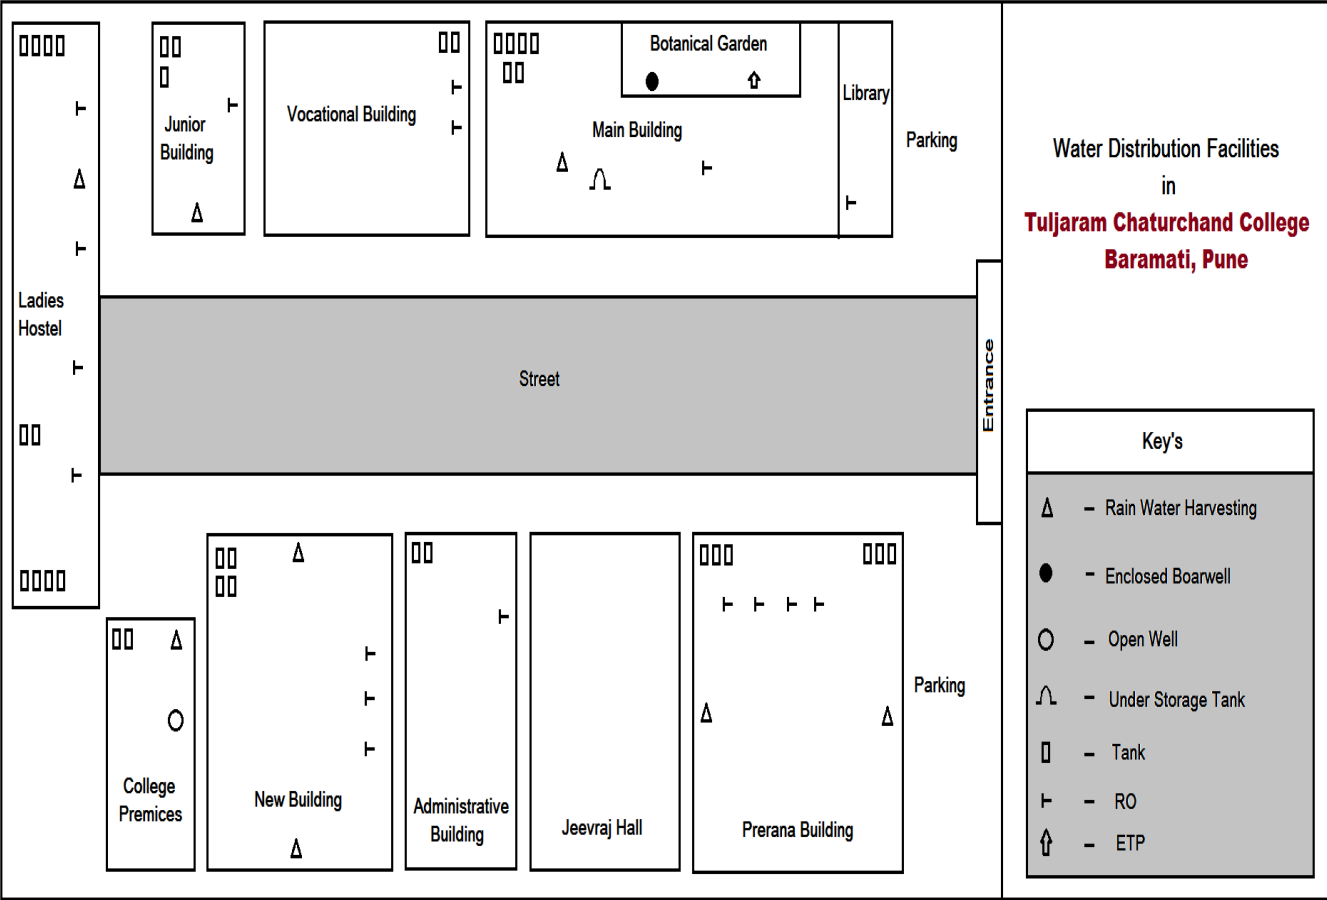 Botanical Garden
Library
Vocational Building
Junior
Building
Main Building
Parking
Ladies
Hostel
Street
Entrance
College
Premices
New Building
Administrative
Building
Jeevraj Hall
Prerana Building
Parking
Water Distribution Facilities
in
Tuljaram Chaturchand College
Baramati, Pune
Key's
– Rain Water Harvesting
– Enclosed Boarwell
– Open Well
– Under Storage Tank
– Tank
– RO
– ETP